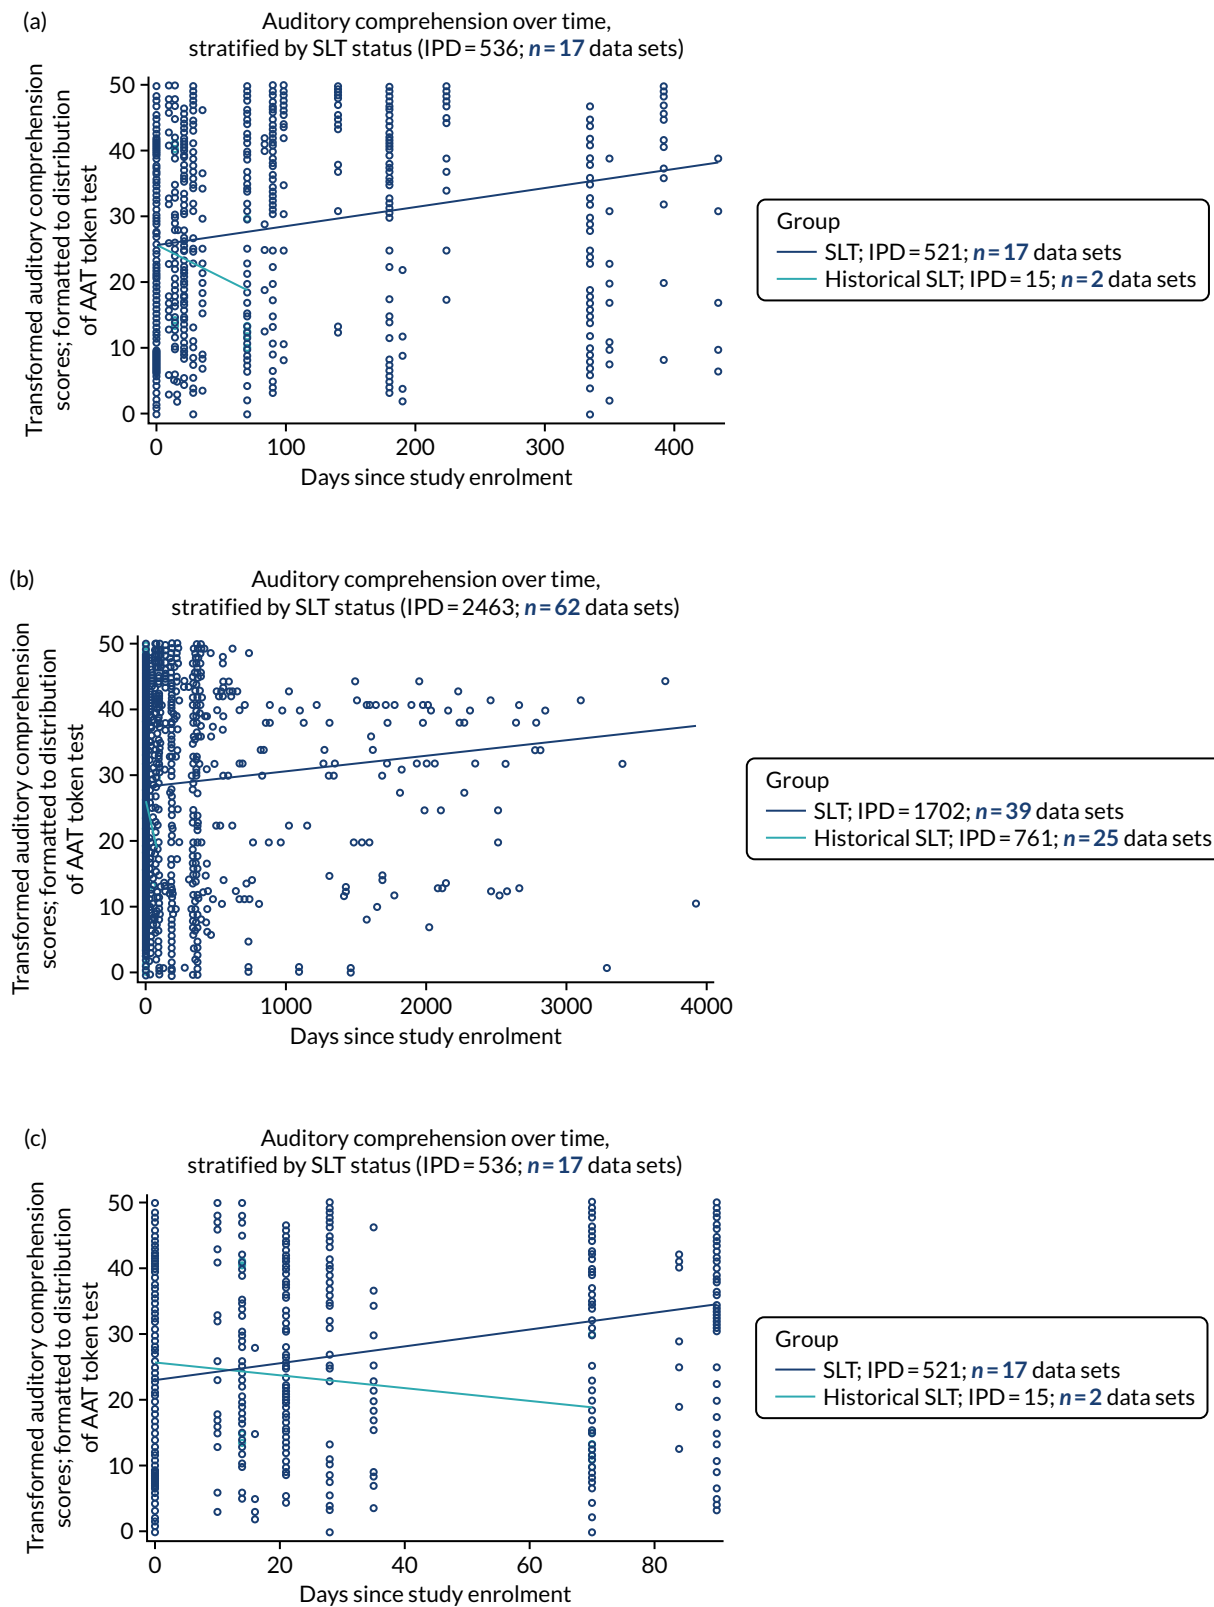 (a)
Auditory comprehension over time,
stratified by SLT status (IPD = 536; n = 17 data sets)
Transformed auditory comprehension
scores; formatted to distribution
of AAT token test
50
40
30
20
10
0
0 100 200 300 400
Days since study enrolment
Group
SLT; IPD = 521; n = 17 data sets
Historical SLT; IPD = 15; n = 2 data sets
(b)
Auditory comprehension over time,
stratified by SLT status (IPD = 2463; n = 62 data sets)
Transformed auditory comprehension
scores; formatted to distribution
of AAT token test
50
40
30
20
10
0
0 1000 2000 3000 4000
Days since study enrolment
Group
SLT; IPD = 1702; n = 39 data sets
Historical SLT; IPD = 761; n = 25 data sets
(c)
Auditory comprehension over time,
stratified by SLT status (IPD = 536; n = 17 data sets)
Transformed auditory comprehension
scores; formatted to distribution
of AAT token test
50
40
30
20
10
0
0 20 40 60 80
Days since study enrolment
Group
SLT; IPD = 521; n = 17 data sets
Historical SLT; IPD = 15; n = 2 data sets